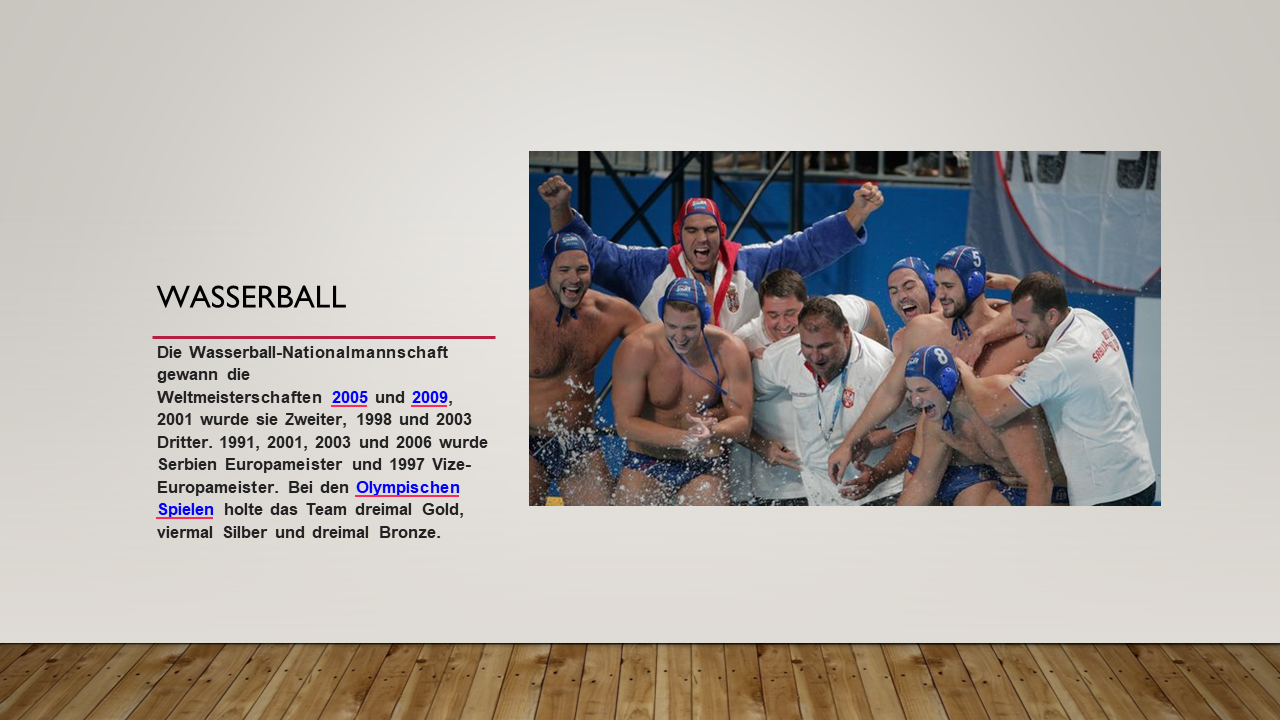 WASSERBALL
Die Wasserball-Nationalmannschaft
gewann die
Weltmeisterschaften 2005 und 2009,
2001 wurde sie Zweiter, 1998 und 2003
Dritter. 1991, 2001, 2003 und 2006 wurde
Serbien Europameister und 1997 Vize-
Europameister. Bei den Olympischen
Spielen holte das Team dreimal Gold,
viermal Silber und dreimal Bronze.
5
8